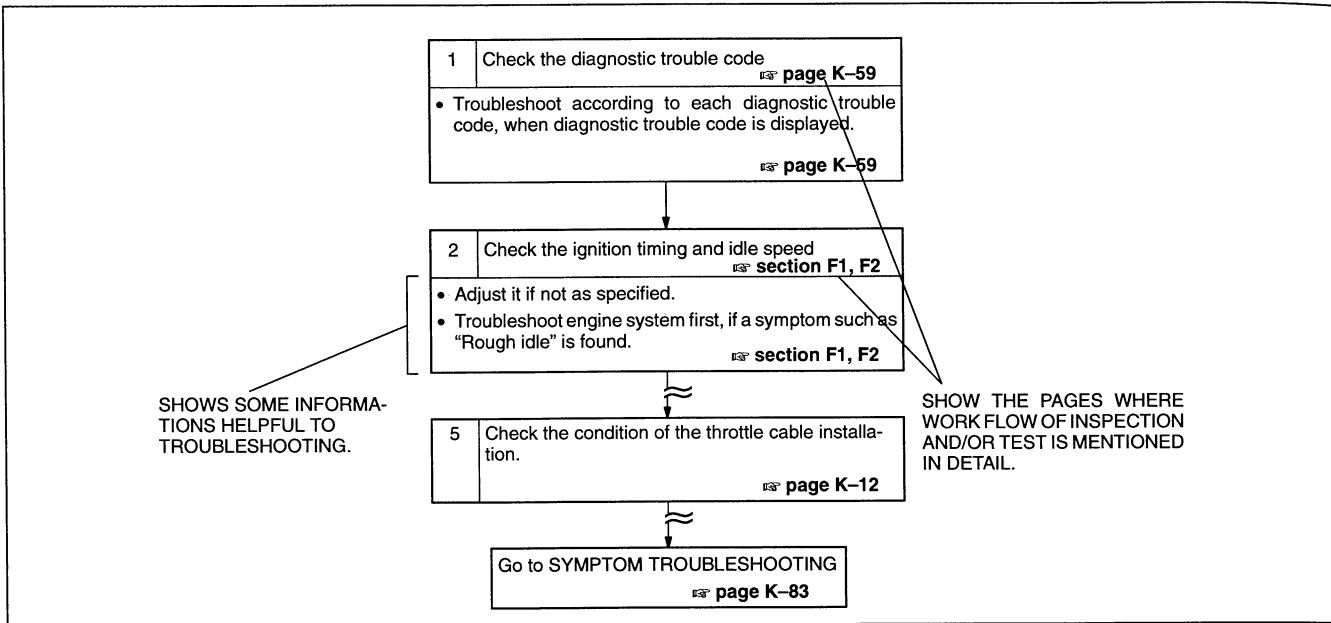 1 Check the diagnostic trouble code
☞ page K–59
• Troubleshoot according to each diagnostic trouble
code, when diagnostic trouble code is displayed.
☞ page K–59
2 Check the ignition timing and idle speed
☞ section F1, F2
• Adjust it if not as specified.
• Troubleshoot engine system first, if a symptom such as
“Rough idle” is found.
☞ section F1, F2
SHOWS SOME INFORMA-
TIONS HELPFUL TO
TROUBLESHOOTING.
SHOW THE PAGES WHERE
WORK FLOW OF INSPECTION
AND/OR TEST IS MENTIONED
IN DETAIL.
5 Check the condition of the throttle cable installa-
tion.
☞ page K–12
Go to SYMPTOM TROUBLESHOOTING
☞ page K–83